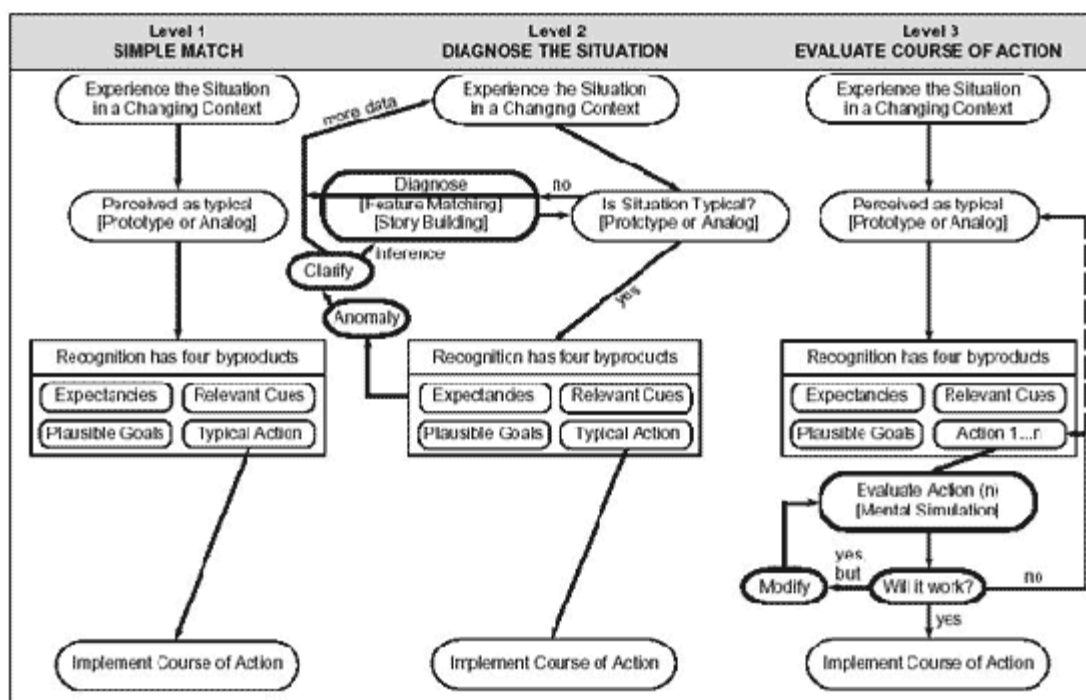 Level 1
SIMPLE MATCH
Level 2
DIAGNOSE THE SITUATION
Level 3
EVALUATE COURSE OF ACTION
Experience the Situation
in a Changing Context
Perceived as typical
[Prototype or Analog]
Recognition has four byproducts
Expectancies
Relevant Cues
Plausible Goals
Typical Action
Implement Course of Action
Experience the Situation
in a Changing Context
more data
Diagnose
[Feature Matching]
[Story Building]
no
Is Situation Typical?
[Prototype or Analog]
inference
Clarify
Anomaly
yes
Recognition has four byproducts
Expectancies
Relevant Cues
Plausible Goals
Typical Action
Implement Course of Action
Experience the Situation
in a Changing Context
Perceived as typical
[Prototype or Analog]
Recognition has four byproducts
Expectancies
Relevant Cues
Plausible Goals
Action 1...n
Evaluate Action (n)
[Mental Simulation]
yes,
but
Modify
Will it work?
no
yes
Implement Course of Action